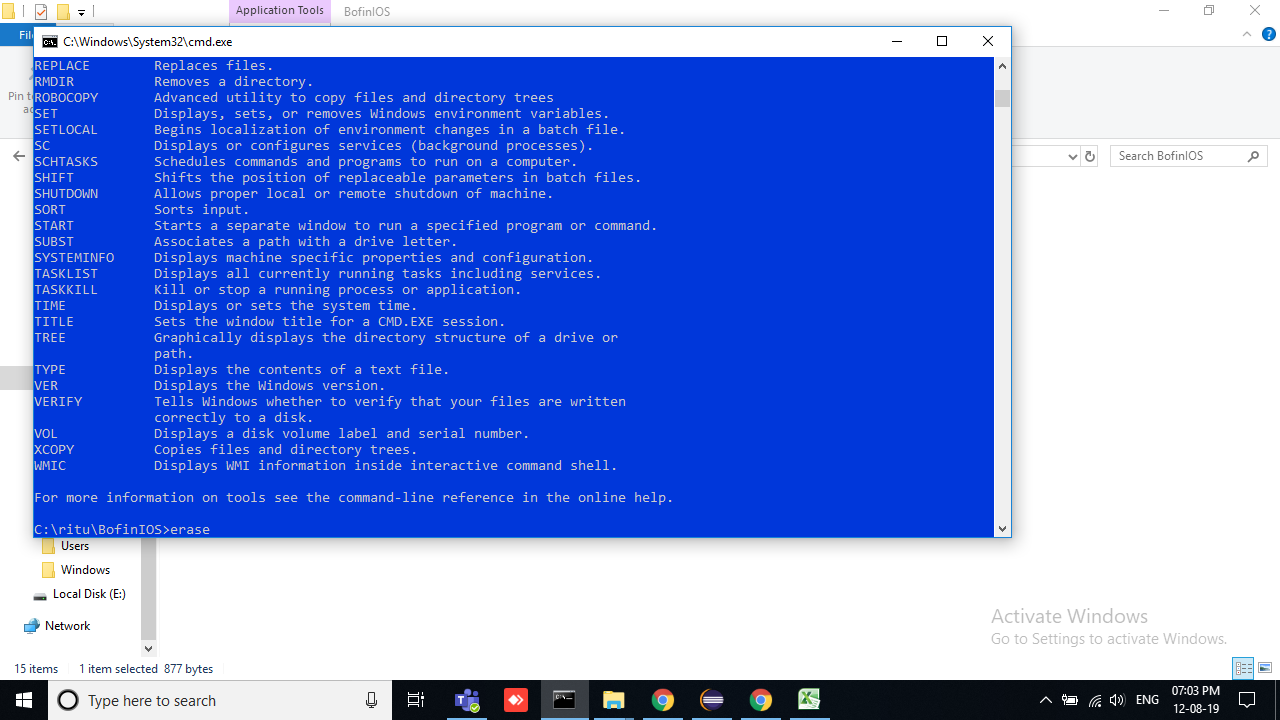 Application Tools
BofinIOS
Fil
C:\Windows\System32\cmd.exe
REPLACE Replaces files.
RMDIR Removes a directory.
ROBOCOPY Advanced utility to copy files and directory trees
SET Displays, sets, or removes Windows environment variables.
SETLOCAL Begins localization of environment changes in a batch file.
SC Displays or configures services (background processes).
SCHTASKS Schedules commands and programs to run on a computer.
SHIFT Shifts the position of replaceable parameters in batch files.
SHUTDOWN Allows proper local or remote shutdown of machine.
SORT Sorts input.
START Starts a separate window to run a specified program or command.
SUBST Associates a path with a drive letter.
SYSTEMINFO Displays machine specific properties and configuration.
TASKLIST Displays all currently running tasks including services.
TASKKILL Kill or stop a running process or application.
TIME Displays or sets the system time.
TITLE Sets the window title for a CMD.EXE session.
TREE Graphically displays the directory structure of a drive or
path.
TYPE Displays the contents of a text file.
VER Displays the Windows version.
VERIFY Tells Windows whether to verify that your files are written
correctly to a disk.
VOL Displays a disk volume label and serial number.
XCOPY Copies files and directory trees.
WMIC Displays WMI information inside interactive command shell.
For more information on tools see the command-line reference in the online help.
C:\ritu\BofinIOS>erase
Pin t
ac
Search BofinIOS
Users
Windows
Local Disk (E:)
Network
Activate Windows
Go to Settings to activate Windows.
15 items 1 item selected 877 bytes
Type here to search
ENG
07:03 PM
12-08-19